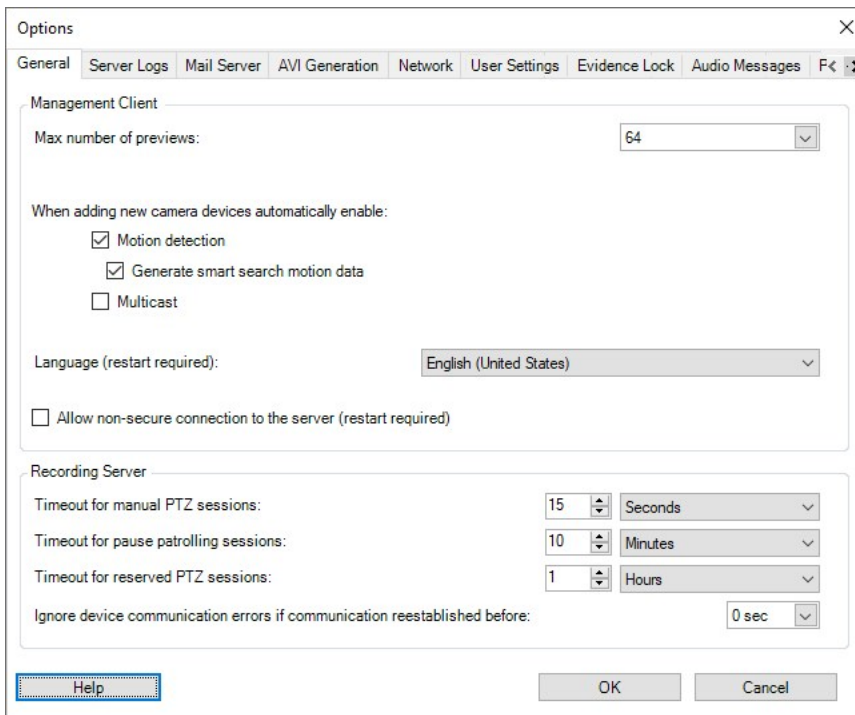 Options
General Server Logs Mail Server AVI Generation Network User Settings Evidence Lock Audio Messages
Management Client
Max number of previews: 64
When adding new camera devices automatically enable:
Motion detection
Generate smart search motion data
Multicast
Language (restart required): English (United States)
Allow non-secure connection to the server (restart required)
Recording Server
Timeout for manual PTZ sessions: 15 Seconds
Timeout for pause patrolling sessions: 10 Minutes
Timeout for reserved PTZ sessions: 1 Hours
Ignore device communication errors if communication reestablished before: 0 sec
Help OK Cancel